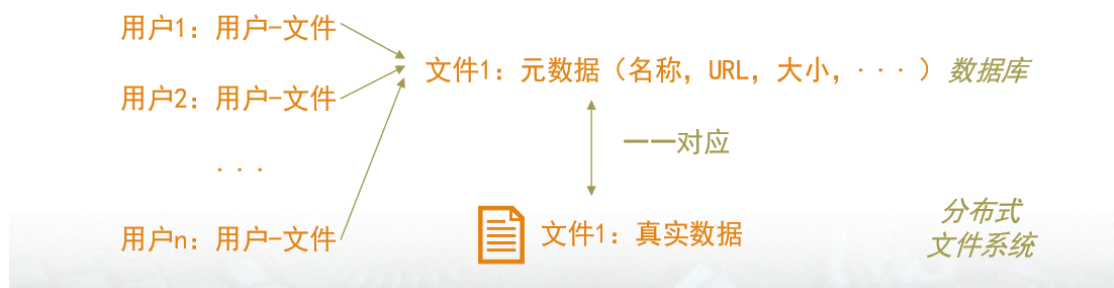 用户1：用户-文件
文件1：元数据（名称，URL，大小，···）数据库
用户2：用户-文件
一一对应
···
用户n：用户-文件
文件1：真实数据
分布式
文件系统